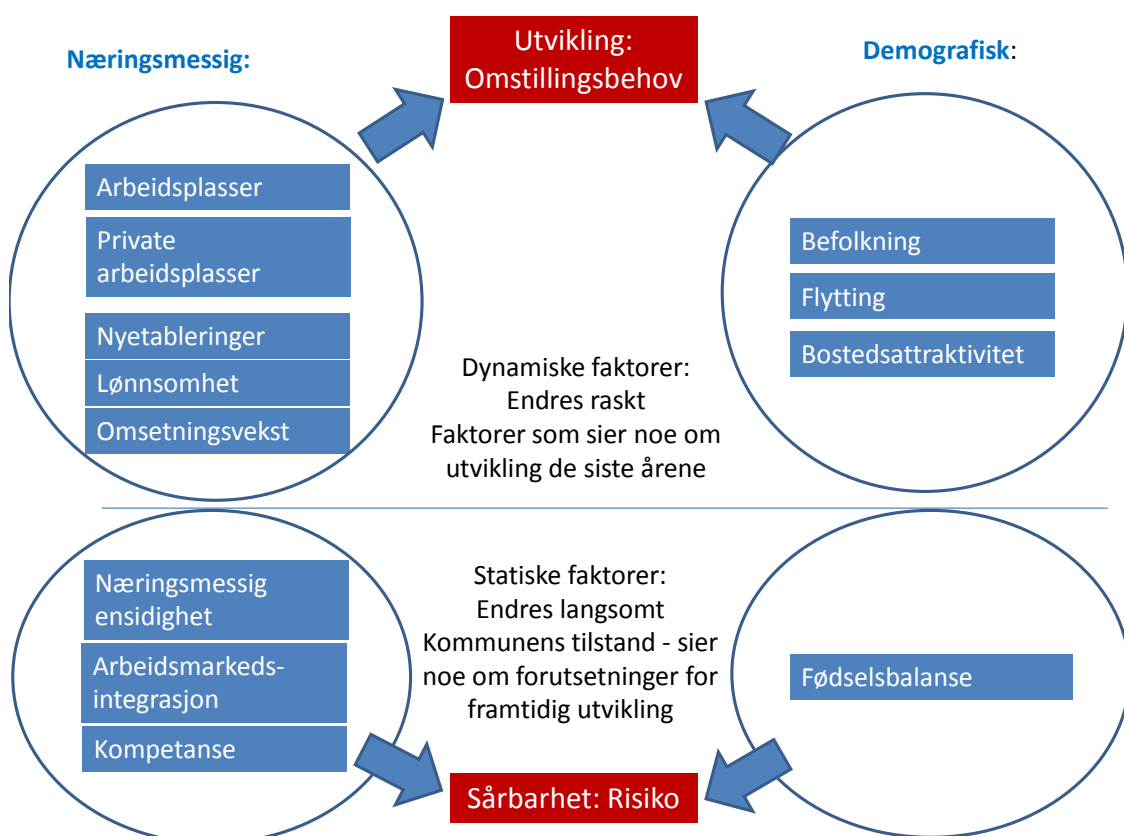 Utvikling:
Omstillingsbehov
Næringsmessig:
Demografisk:
Arbeidsplasser
Private
arbeidsplasser
Nyetableringer
Lønnsomhet
Omsetningsvekst
Befolkning
Flytting
Bostedsattraktivitet
Dynamiske faktorer:
Endres raskt
Faktorer som sier noe om
utvikling de siste årene
Næringsmessig
ensidighet
Arbeidsmarkeds-
integrasjon
Kompetanse
Statiske faktorer:
Endres langsomt
Kommunens tilstand - sier
noe om forutsetninger for
framtidig utvikling
Fødselsbalanse
Sårbarhet: Risiko